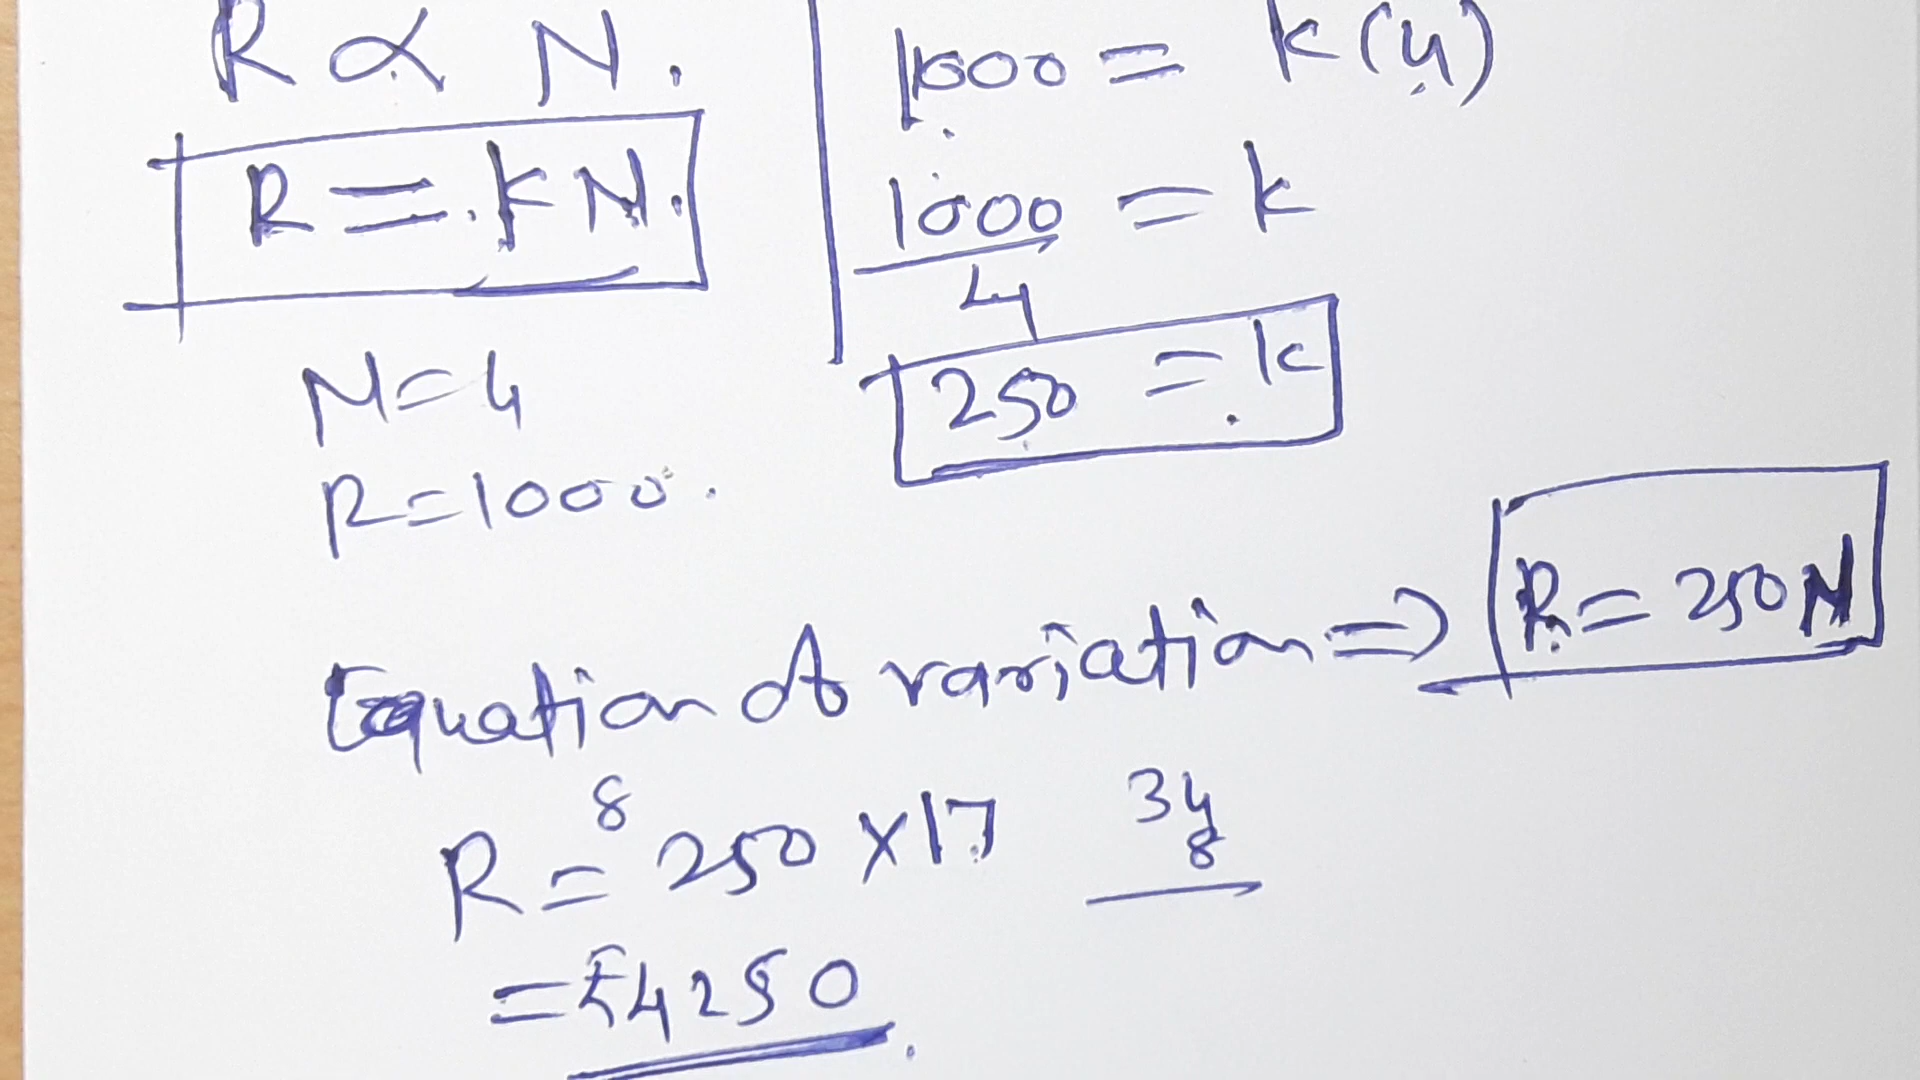 R ∝ N.
R = kN.
N=4
R=1000.
1000 = k(4)
1000 = k
4
250 = k
Equation of variation => R = 250N
8
R = 250 X 17
34
8
= ₹4250